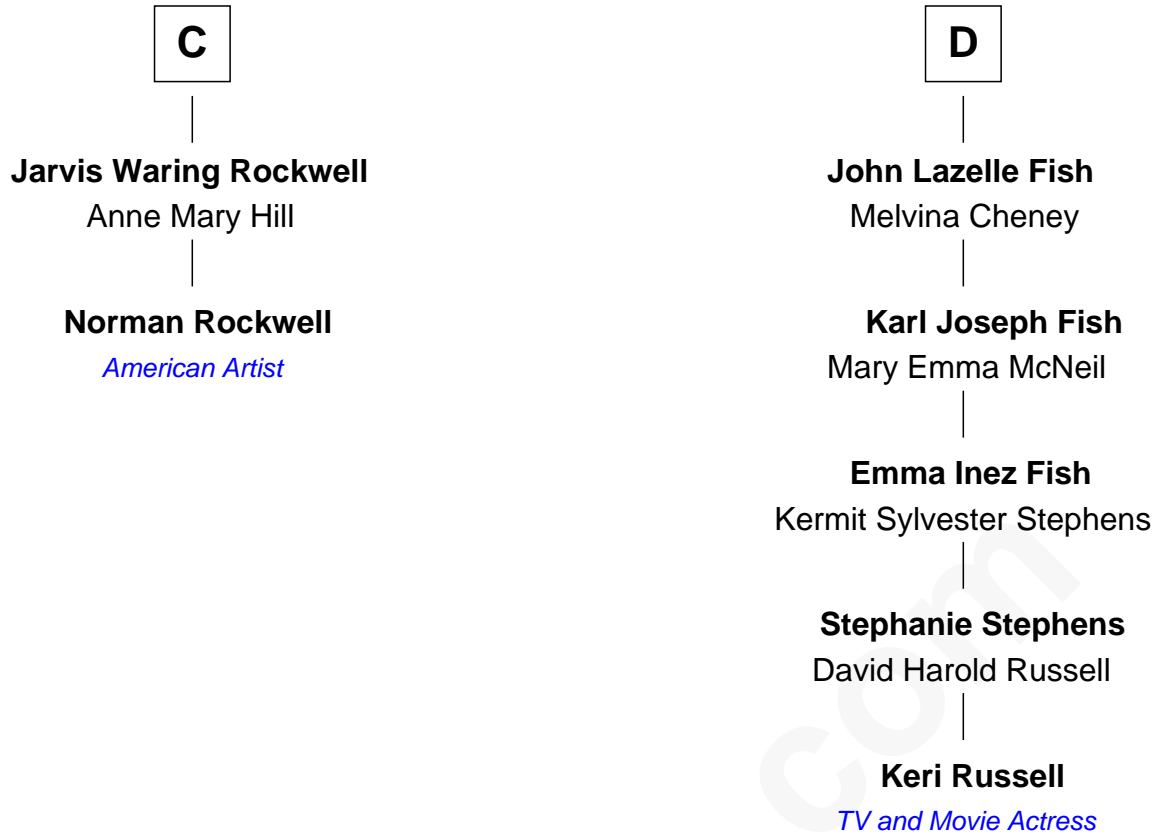 C
Jarvis Waring Rockwell
Anne Mary Hill
Norman Rockwell
American Artist
D
John Lazelle Fish
Melvina Cheney
Karl Joseph Fish
Mary Emma McNeil
Emma Inez Fish
Kermit Sylvester Stephens
Stephanie Stephens
David Harold Russell
Keri Russell
TV and Movie Actress
com